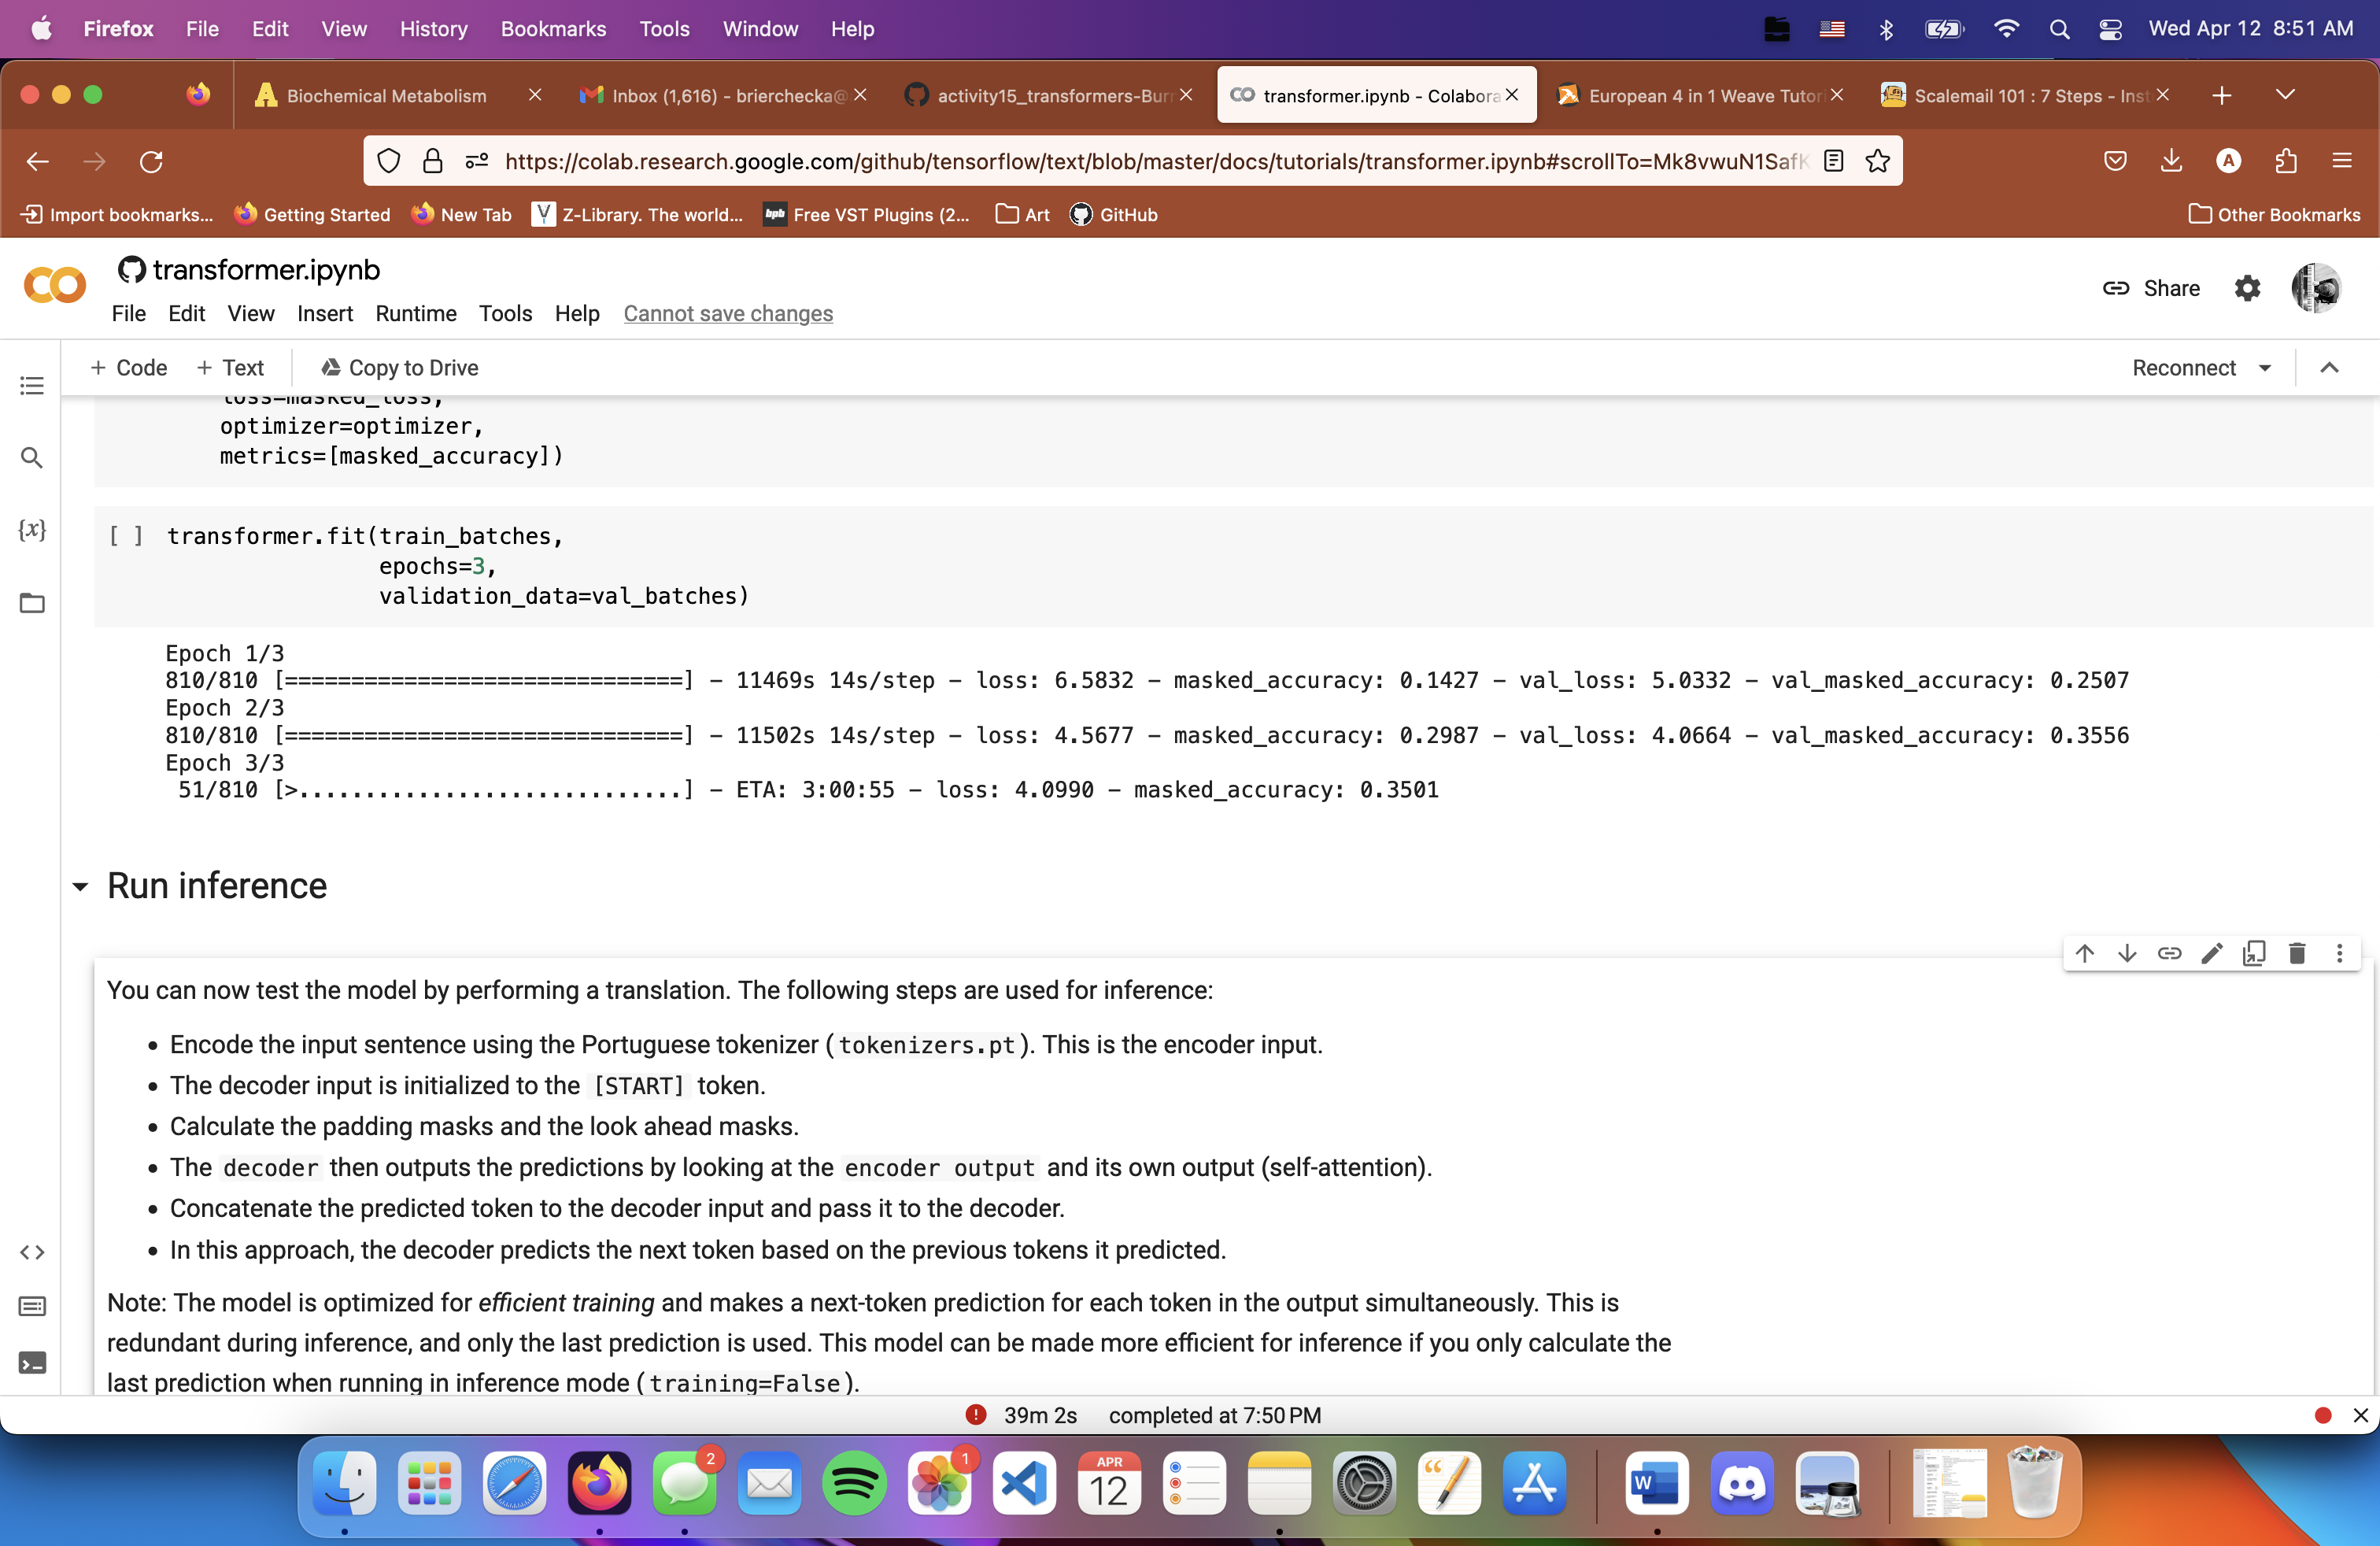 Firefox File Edit View History Bookmarks Tools Window Help Wed Apr 12 8:51 AM
Biochemical Metabolism Inbox (1,616) - brierchecka@ activity15_transformers-Burr transformer.ipynb - Colabora European 4 in 1 Weave Tutori Scalemail 101 : 7 Steps - Inst
https://colab.research.google.com/github/tensorflow/text/blob/master/docs/tutorials/transformer.ipynb#scrollTo=Mk8vwuN1SafK A
Import bookmarks... Getting Started New Tab Z-Library. The world... bpb Free VST Plugins (2... Art GitHub Other Bookmarks
transformer.ipynb
File Edit View Insert Runtime Tools Help Cannot save changes Share
+ Code + Text Copy to Drive Reconnect
loss=masked_loss,
optimizer=optimizer,
metrics=[masked_accuracy])
{x}
[ ] transformer.fit(train_batches,
epochs=3,
validation_data=val_batches)
Epoch 1/3
810/810 [==============================] - 11469s 14s/step - loss: 6.5832 - masked_accuracy: 0.1427 - val_loss: 5.0332 - val_masked_accuracy: 0.2507
Epoch 2/3
810/810 [==============================] - 11502s 14s/step - loss: 4.5677 - masked_accuracy: 0.2987 - val_loss: 4.0664 - val_masked_accuracy: 0.3556
Epoch 3/3
51/810 [>.............................] - ETA: 3:00:55 - loss: 4.0990 - masked_accuracy: 0.3501
Run inference
You can now test the model by performing a translation. The following steps are used for inference:
• Encode the input sentence using the Portuguese tokenizer (tokenizers.pt). This is the encoder input.
• The decoder input is initialized to the [START] token.
• Calculate the padding masks and the look ahead masks.
• The decoder then outputs the predictions by looking at the encoder output and its own output (self-attention).
• Concatenate the predicted token to the decoder input and pass it to the decoder.
• In this approach, the decoder predicts the next token based on the previous tokens it predicted.
Note: The model is optimized for efficient training and makes a next-token prediction for each token in the output simultaneously. This is
redundant during inference, and only the last prediction is used. This model can be made more efficient for inference if you only calculate the
last prediction when running in inference mode (training=False).
39m 2s completed at 7:50 PM
2 1 APR 12 W